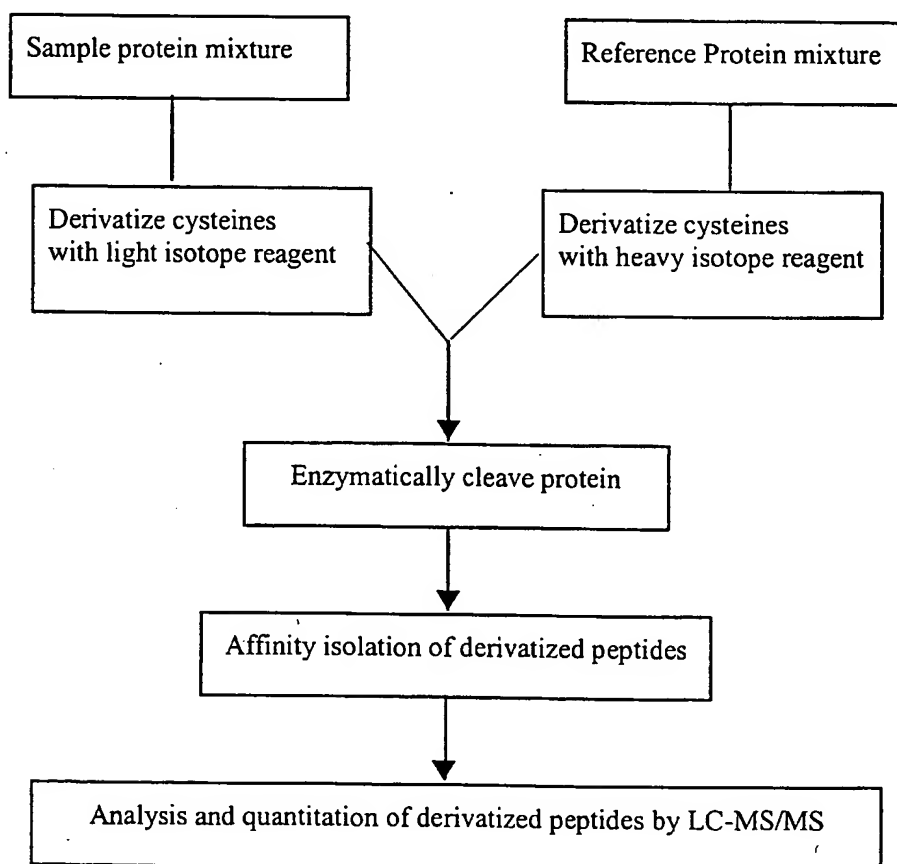 Sample protein mixture
Reference Protein mixture
Derivatize cysteines
with light isotope reagent
Derivatize cysteines
with heavy isotope reagent
Enzymatically cleave protein
Affinity isolation of derivatized peptides
Analysis and quantitation of derivatized peptides by LC-MS/MS